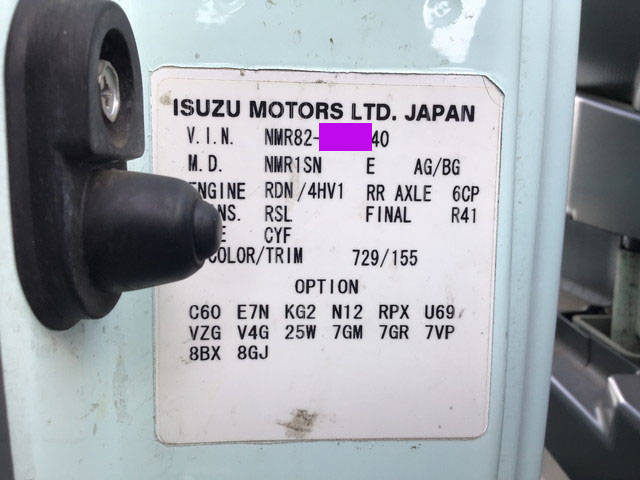 ISUZU MOTORS LTD. JAPAN
V.I.N. NMR82- 40
M.D. NMR1SN E AG/BG
ENGINE RDN/4HV1 RR AXLE 6CP
NS. RSL FINAL R41
E CYF
COLOR/TRIM 729/155
OPTION
C60 E7N KG2 N12 RPX U69
VZG V4G 25W 7GM 7GR 7VP
8BX 8GJ